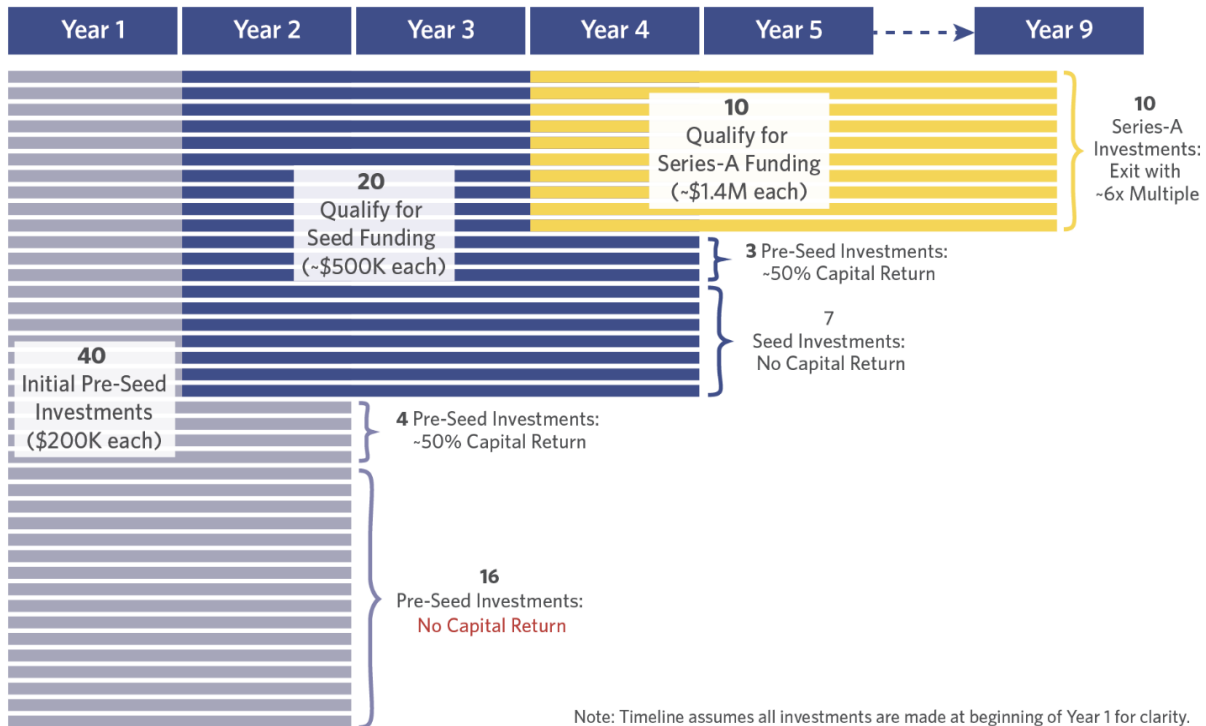 Year 1
Year 2
Year 3
Year 4
Year 5
Year 9
10
Qualify for
Series-A Funding
(~$1.4M each)
10
Series-A
Investments:
Exit with
~6x Multiple
20
Qualify for
Seed Funding
(~$500K each)
3 Pre-Seed Investments:
~50% Capital Return
7
Seed Investments:
No Capital Return
40
Initial Pre-Seed
Investments
($200K each)
4 Pre-Seed Investments:
~50% Capital Return
16
Pre-Seed Investments:
No Capital Return
Note: Timeline assumes all investments are made at beginning of Year 1 for clarity.